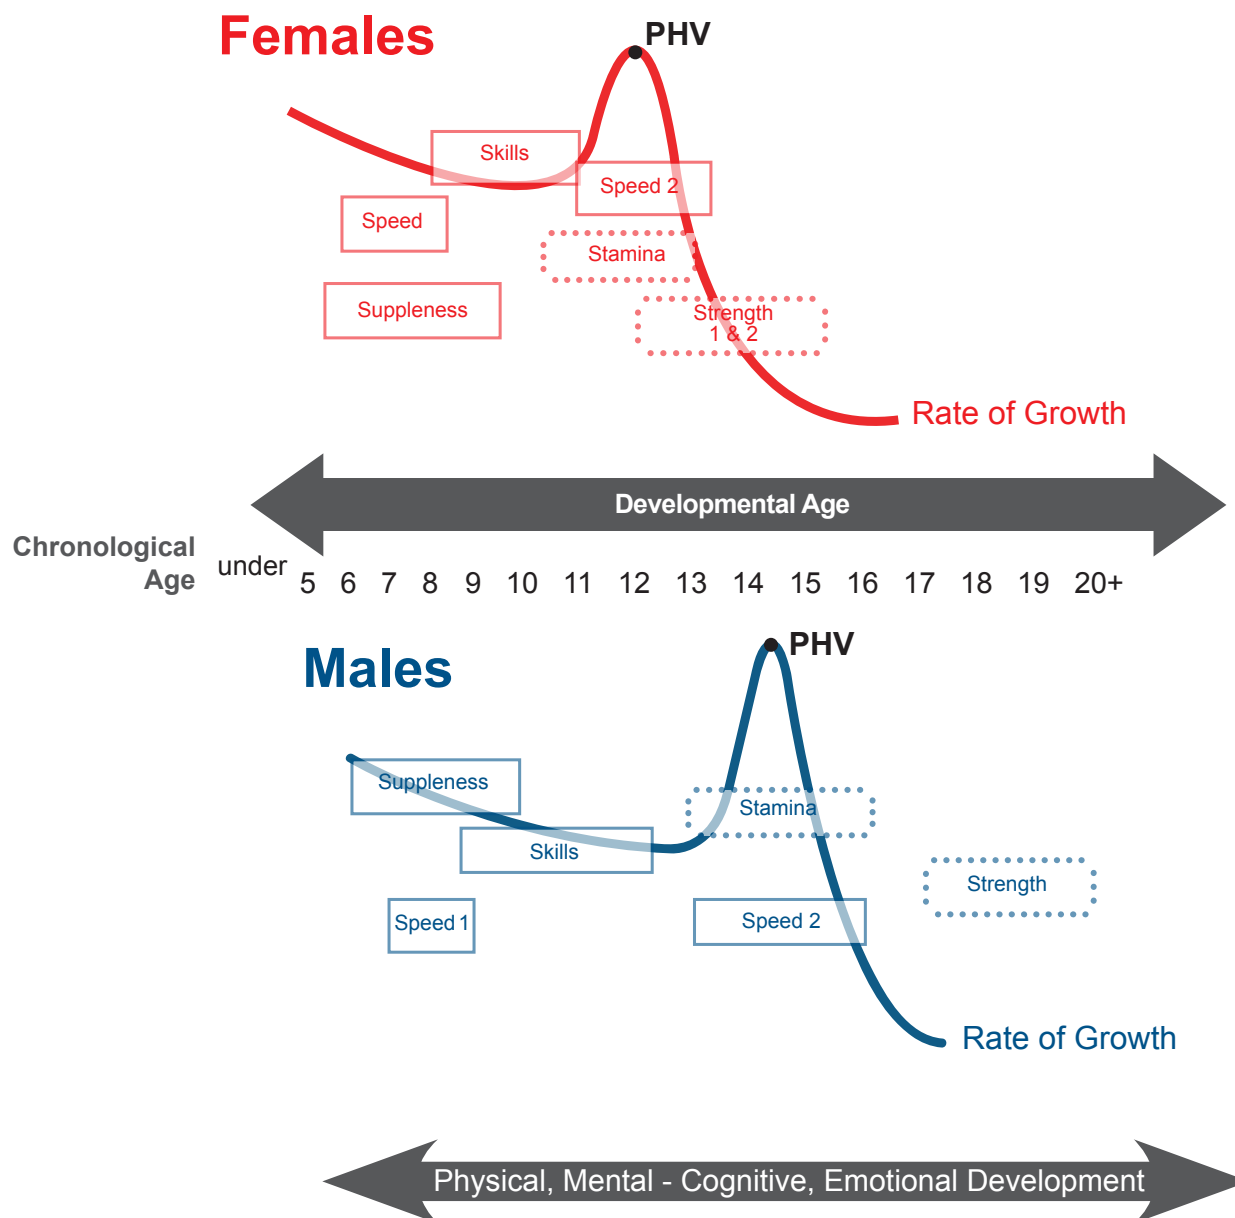 Females
PHV
Skills
Speed 2
Speed
Stamina
Suppleness
Strength
1 & 2
Rate of Growth
Developmental Age
Chronological
Age
under 5 6 7 8 9 10 11 12 13 14 15 16 17 18 19 20+
PHV
Males
Suppleness
Stamina
Skills
Strength
Speed 1
Speed 2
Rate of Growth
Physical, Mental - Cognitive, Emotional Development